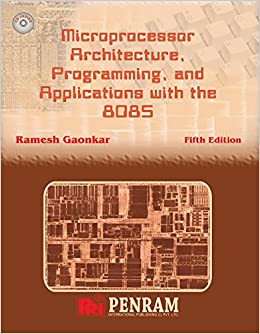 Microprocessor
Architecture,
Programming, and
Applications with the
8085
Ramesh Gaonkar Fifth Edition
PENRAM
INTERNATIONAL PUBLISHING (I) PVT. LTD.